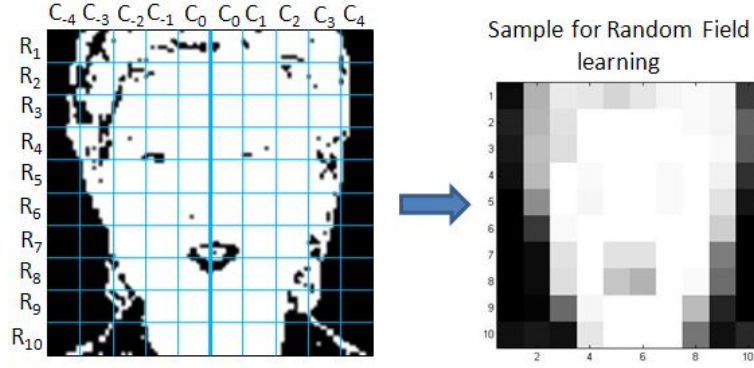 C₋₄ C₋₃ C₋₂ C₋₁ C₀ C₀ C₁ C₂ C₃ C₄
R₁
R₂
R₃
R₄
R₅
R₆
R₇
R₈
R₉
R₁₀
Sample for Random Field
learning
1
2
3
4
5
6
7
8
9
10
2 4 6 8 10